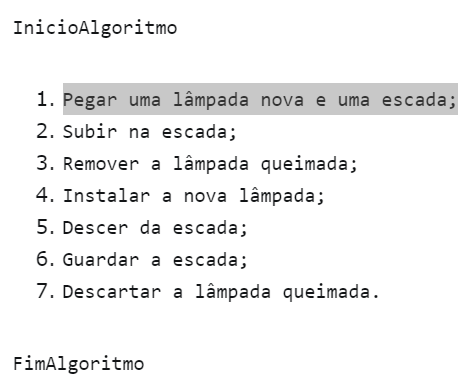 InicioAlgoritmo
1. Pegar uma lâmpada nova e uma escada;
2. Subir na escada;
3. Remover a lâmpada queimada;
4. Instalar a nova lâmpada;
5. Descer da escada;
6. Guardar a escada;
7. Descartar a lâmpada queimada.
FimAlgoritmo